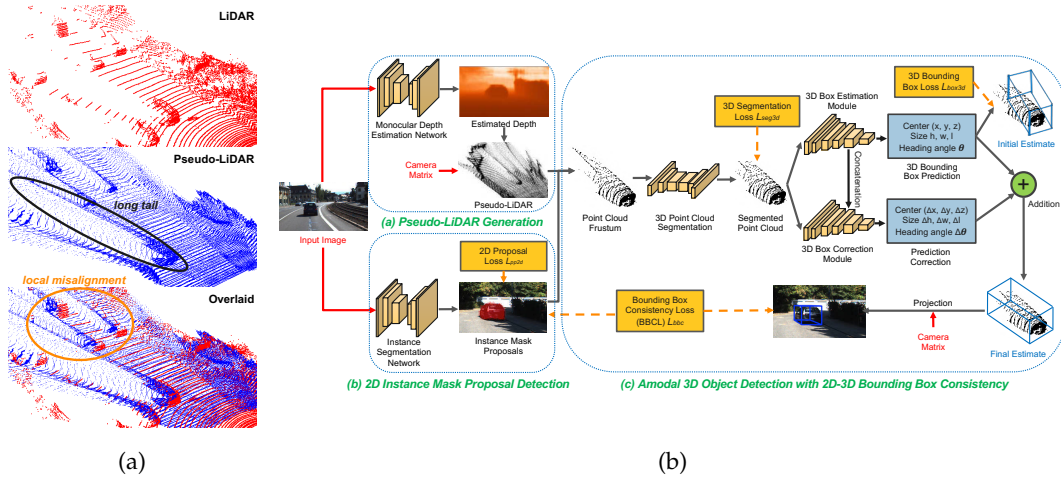 LiDAR
Pseudo-LiDAR
long tail
local misalignment
Overlaid
(a)
Input Image
Monocular Depth
Estimation Network
Estimated Depth
Camera
Matrix
Pseudo-LiDAR
(a) Pseudo-LiDAR Generation
2D Proposal
Loss Lpp2d
Instance
Segmentation
Network
Instance Mask
Proposals
(b) 2D Instance Mask Proposal Detection
Point Cloud
Frustum
3D Point Cloud
Segmentation
3D Segmentation
Loss Lseg3d
Segmented
Point Cloud
3D Box Estimation
Module
Concatenation
3D Box Correction
Module
Center (x, y, z)
Size h, w, l
Heading angle θ
3D Bounding
Box Prediction
Center (Δx, Δy, Δz)
Size Δh, Δw, Δl
Heading angle Δθ
Prediction
Correction
3D Bounding
Box Loss Lbox3d
Initial Estimate
+
Addition
Bounding Box
Consistency Loss
(BBCL) Lbbc
Projection
Camera
Matrix
Final Estimate
(c) Amodal 3D Object Detection with 2D-3D Bounding Box Consistency
(b)